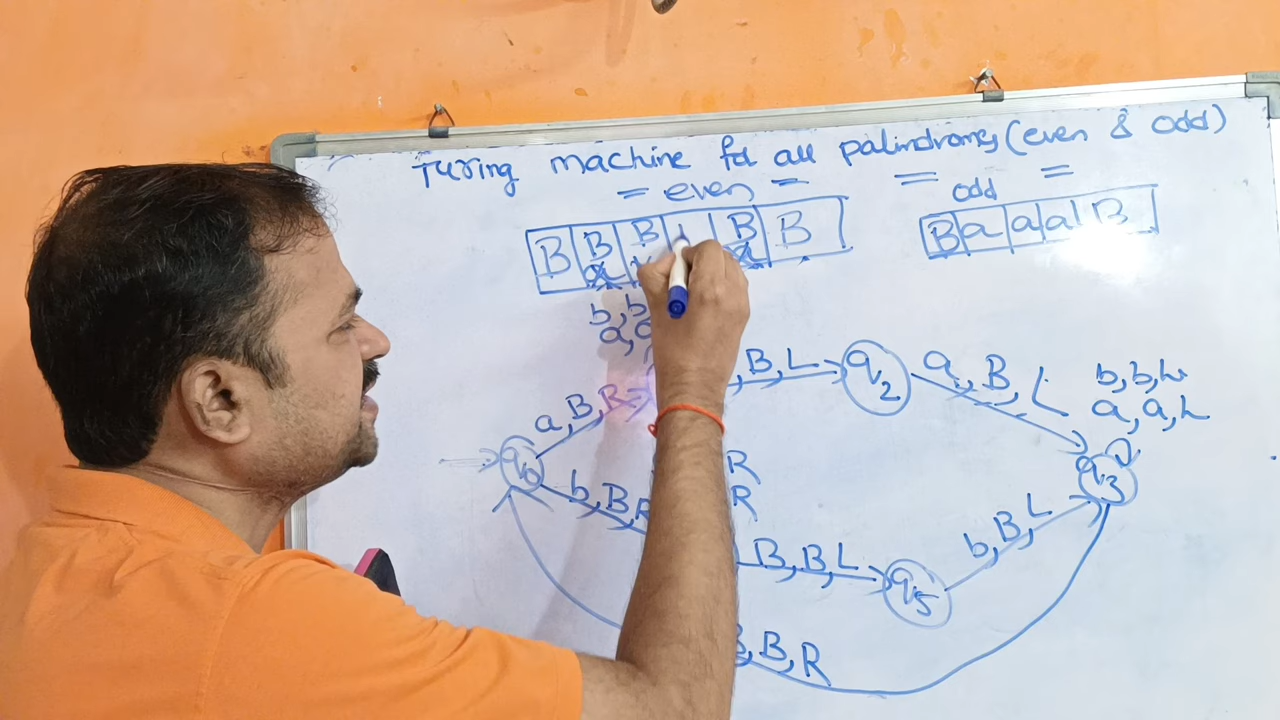 Turing machine for all palindromes (even & odd)
= even = = odd =
B B B B B
a a
B a a a B
b, b
a, a
a, B, R
, B, L
q2
a, B, L
b, b, L
a, a, L
q0
R
q3
b, B, R
R
B, B, L
q5
b, B, L
B, B, R